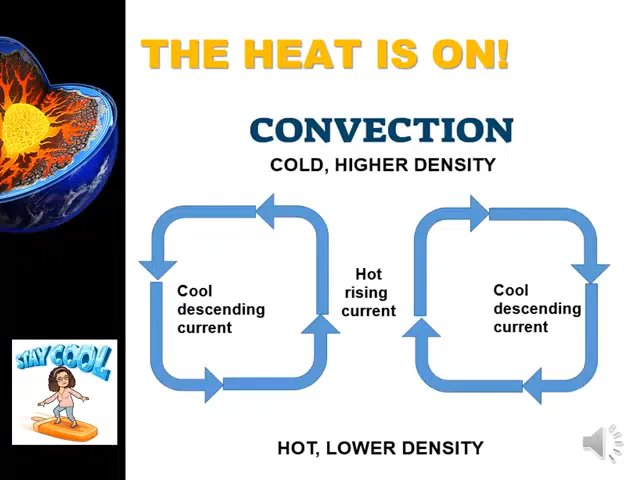 THE HEAT IS ON!
CONVECTION
COLD, HIGHER DENSITY
Cool
descending
current
Hot
rising
current
Cool
descending
current
STAY COOL
HOT, LOWER DENSITY